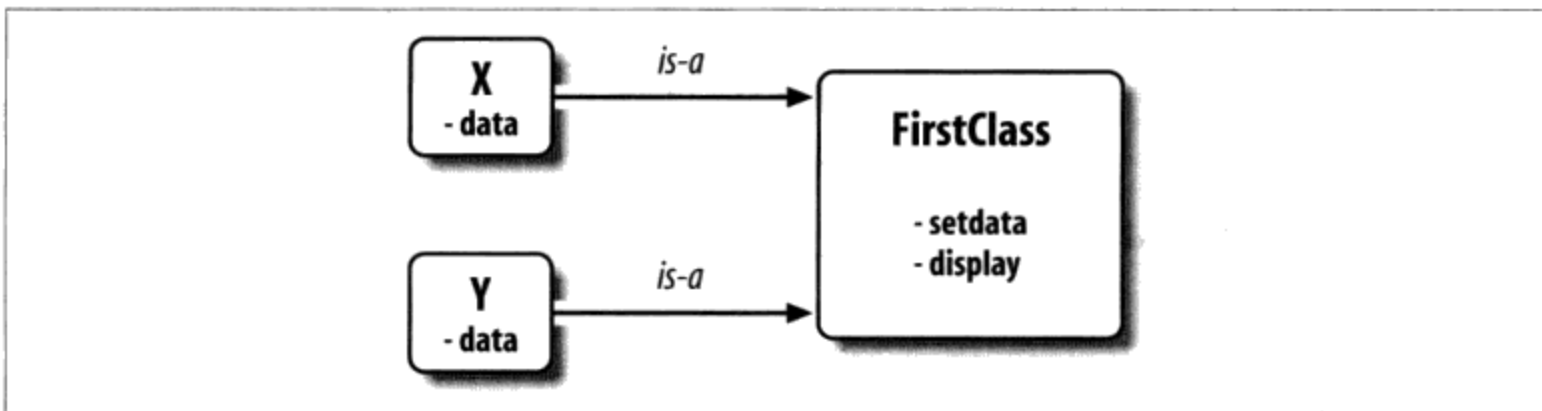 X
- data
is-a
FirstClass
- setdata
- display
Y
- data
is-a